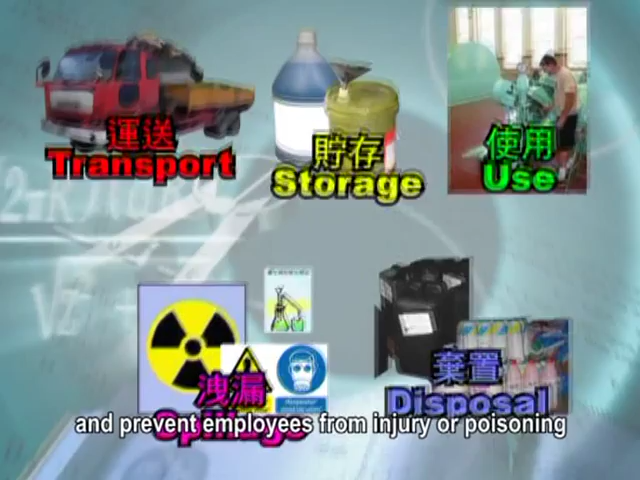 運送
Transport
貯存
Storage
使用
Use
洩漏
Spillage
棄置
Disposal
and prevent employees from injury or poisoning